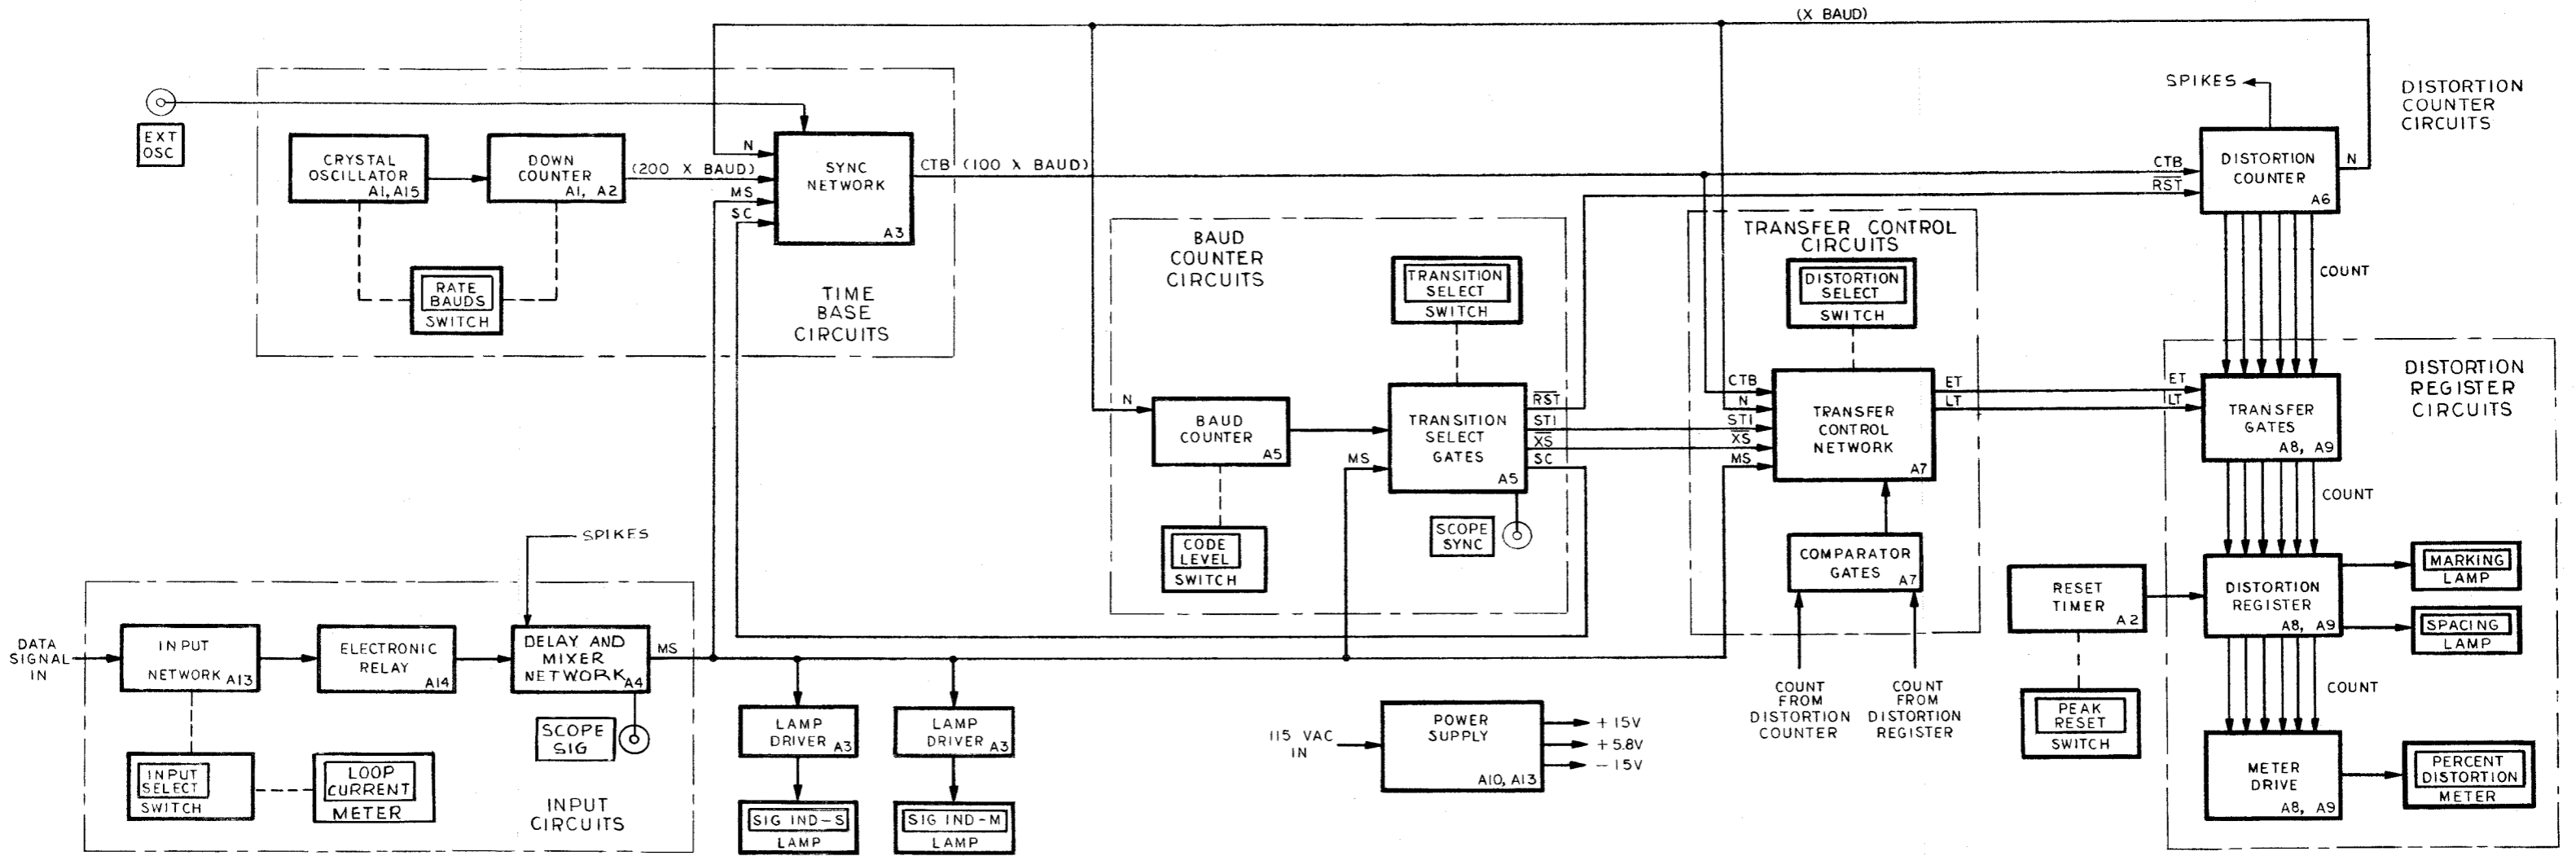 (X BAUD)
SPIKES
DISTORTION
COUNTER
CIRCUITS
EXT
OSC
CRYSTAL
OSCILLATOR
A1, A15
DOWN
COUNTER
A1, A2
(200 X BAUD)
N
MS
SC
SYNC
NETWORK
A3
CTB (100 X BAUD)
CTB
RST
DISTORTION
COUNTER
A6
N
RATE
BAUDS
SWITCH
TIME
BASE
CIRCUITS
BAUD
COUNTER
CIRCUITS
TRANSITION
SELECT
SWITCH
TRANSFER CONTROL
CIRCUITS
DISTORTION
SELECT
SWITCH
COUNT
N
BAUD
COUNTER
A5
MS
TRANSITION
SELECT
GATES
A5
RST
STI
XS
SC
CTB
N
STI
XS
MS
TRANSFER
CONTROL
NETWORK
A7
ET
LT
ET
LT
TRANSFER
GATES
A8, A9
DISTORTION
REGISTER
CIRCUITS
COUNT
CODE
LEVEL
SWITCH
SCOPE
SYNC
COMPARATOR
GATES
A7
SPIKES
RESET
TIMER
A2
DISTORTION
REGISTER
A8, A9
MARKING
LAMP
SPACING
LAMP
DATA
SIGNAL
IN
INPUT
NETWORK
A13
ELECTRONIC
RELAY
A14
DELAY AND
MIXER
NETWORK
A4
MS
SCOPE
SIG
INPUT
SELECT
SWITCH
LOOP
CURRENT
METER
INPUT
CIRCUITS
LAMP
DRIVER
A3
LAMP
DRIVER
A3
SIG IND-S
LAMP
SIG IND-M
LAMP
115 VAC
IN
POWER
SUPPLY
A10, A13
+ 15V
+ 5.8V
- 15V
COUNT
FROM
DISTORTION
COUNTER
COUNT
FROM
DISTORTION
REGISTER
PEAK
RESET
SWITCH
COUNT
METER
DRIVE
A8, A9
PERCENT
DISTORTION
METER